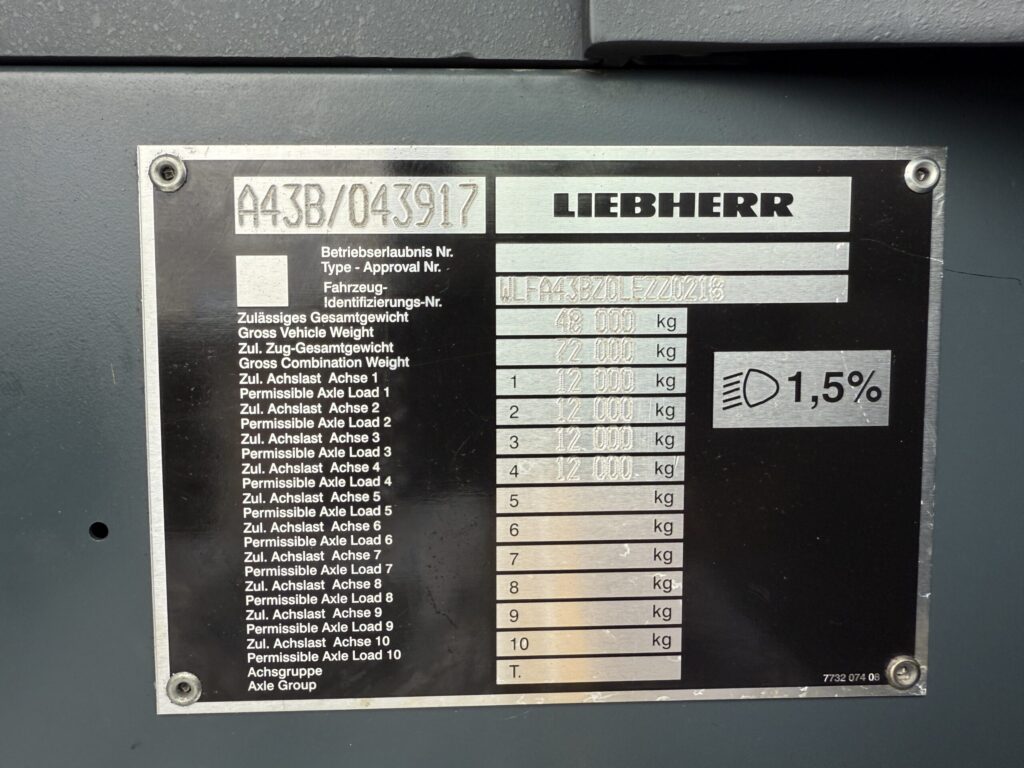 A43B/043917
LIEBHERR
Betriebserlaubnis Nr.
Type - Approval Nr.
Fahrzeug-
Identifizierungs-Nr.
Zulässiges Gesamtgewicht
Gross Vehicle Weight
48 000 kg
Zul. Zug-Gesamtgewicht
Gross Combination Weight
72 000 kg
Zul. Achslast Achse 1
Permissible Axle Load 1
1 12 000 kg
Zul. Achslast Achse 2
Permissible Axle Load 2
2 12 000 kg
Zul. Achslast Achse 3
Permissible Axle Load 3
3 12 000 kg
Zul. Achslast Achse 4
Permissible Axle Load 4
4 12 000 kg
Zul. Achslast Achse 5
Permissible Axle Load 5
5 kg
Zul. Achslast Achse 6
Permissible Axle Load 6
6 kg
Zul. Achslast Achse 7
Permissible Axle Load 7
7 kg
Zul. Achslast Achse 8
Permissible Axle Load 8
8 kg
Zul. Achslast Achse 9
Permissible Axle Load 9
9 kg
Zul. Achslast Achse 10
Permissible Axle Load 10
10 kg
Achsgruppe
Axle Group
T.
1,5%
7732 074 08